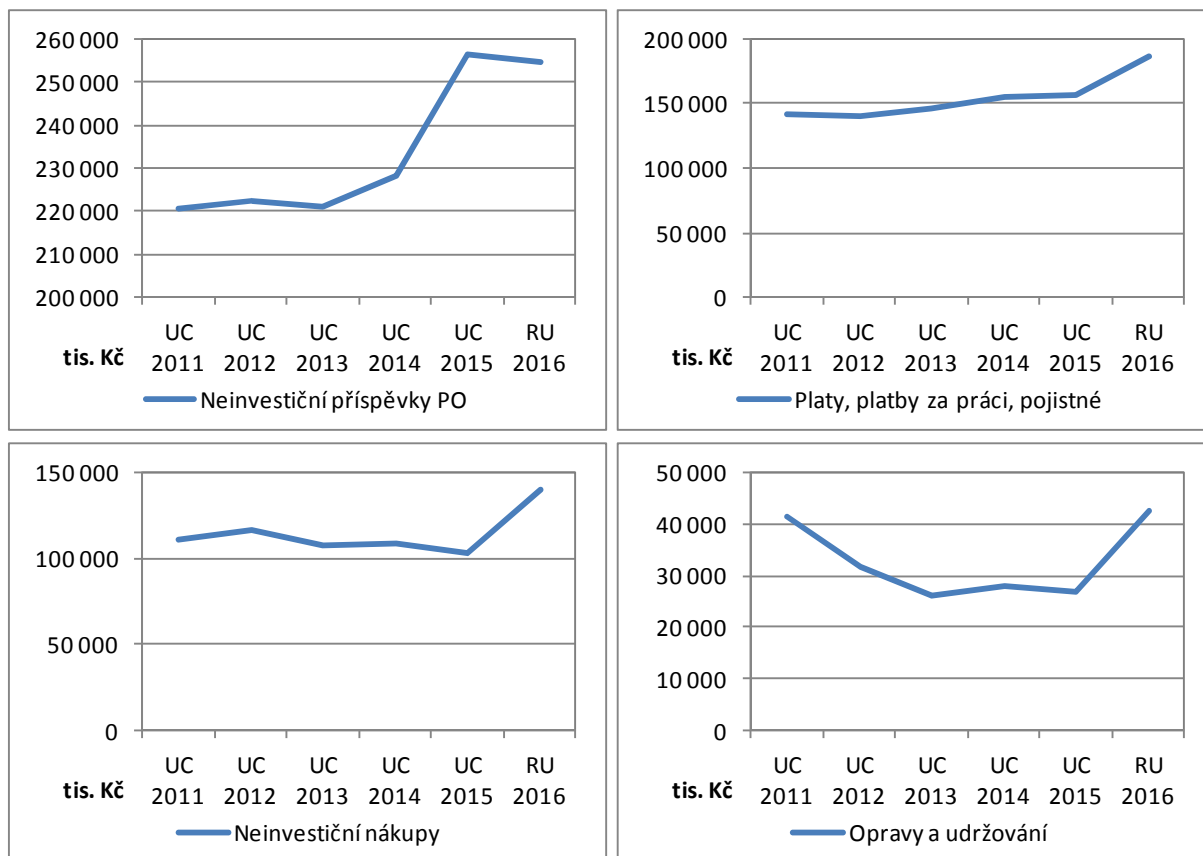 260 000
250 000
240 000
230 000
220 000
210 000
200 000
UC UC UC UC UC RU
tis. Kč 2011 2012 2013 2014 2015 2016
Neinvestiční příspěvky PO
200 000
150 000
100 000
50 000
0
UC UC UC UC UC RU
tis. Kč 2011 2012 2013 2014 2015 2016
Platy, platby za práci, pojistné
150 000
100 000
50 000
0
UC UC UC UC UC RU
tis. Kč 2011 2012 2013 2014 2015 2016
Neinvestiční nákupy
50 000
40 000
30 000
20 000
10 000
0
UC UC UC UC UC RU
tis. Kč 2011 2012 2013 2014 2015 2016
Opravy a udržování